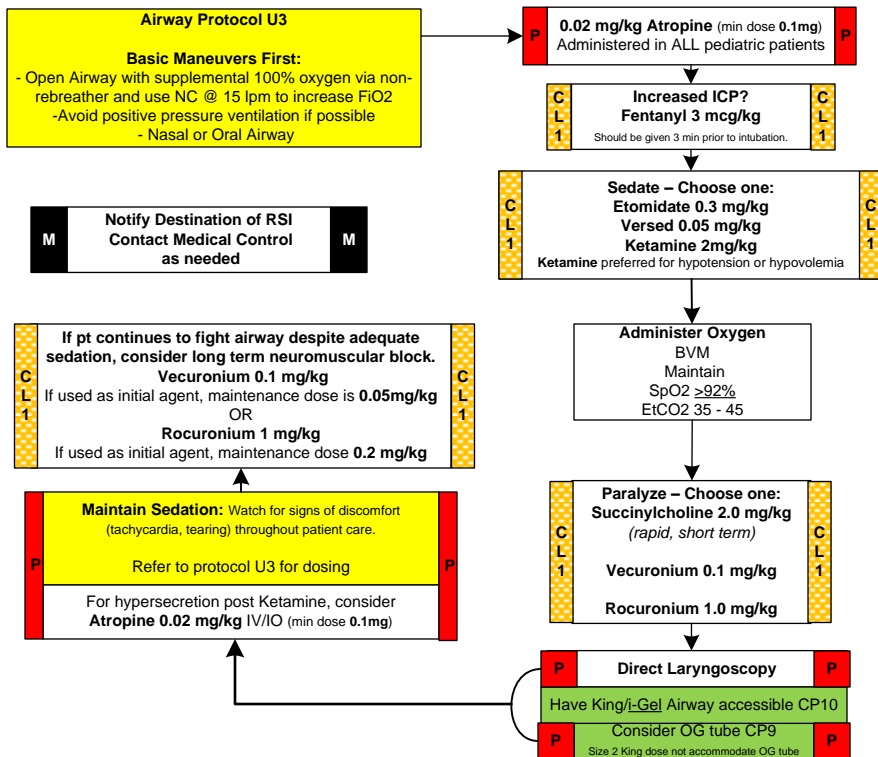 Airway Protocol U3
Basic Maneuvers First:
- Open Airway with supplemental 100% oxygen via non-
rebreather and use NC @ 15 lpm to increase FiO2
-Avoid positive pressure ventilation if possible
- Nasal or Oral Airway
P
0.02 mg/kg Atropine (min dose 0.1mg)
Administered in ALL pediatric patients
P
C
L
1
Increased ICP?
Fentanyl 3 mcg/kg
Should be given 3 min prior to intubation.
C
L
1
C
L
1
Sedate – Choose one:
Etomidate 0.3 mg/kg
Versed 0.05 mg/kg
Ketamine 2mg/kg
Ketamine preferred for hypotension or hypovolemia
C
L
1
M
Notify Destination of RSI
Contact Medical Control
as needed
M
Administer Oxygen
BVM
Maintain
SpO2 >92%
EtCO2 35 - 45
C
L
1
Paralyze – Choose one:
Succinylcholine 2.0 mg/kg
(rapid, short term)
Vecuronium 0.1 mg/kg
Rocuronium 1.0 mg/kg
C
L
1
P
Direct Laryngoscopy
P
Have King/i-Gel Airway accessible CP10
P
Consider OG tube CP9
Size 2 King dose not accommodate OG tube
P
P
Maintain Sedation: Watch for signs of discomfort
(tachycardia, tearing) throughout patient care.
Refer to protocol U3 for dosing
For hypersecretion post Ketamine, consider
Atropine 0.02 mg/kg IV/IO (min dose 0.1mg)
P
C
L
1
If pt continues to fight airway despite adequate
sedation, consider long term neuromuscular block.
Vecuronium 0.1 mg/kg
If used as initial agent, maintenance dose is 0.05mg/kg
OR
Rocuronium 1 mg/kg
If used as initial agent, maintenance dose 0.2 mg/kg
C
L
1